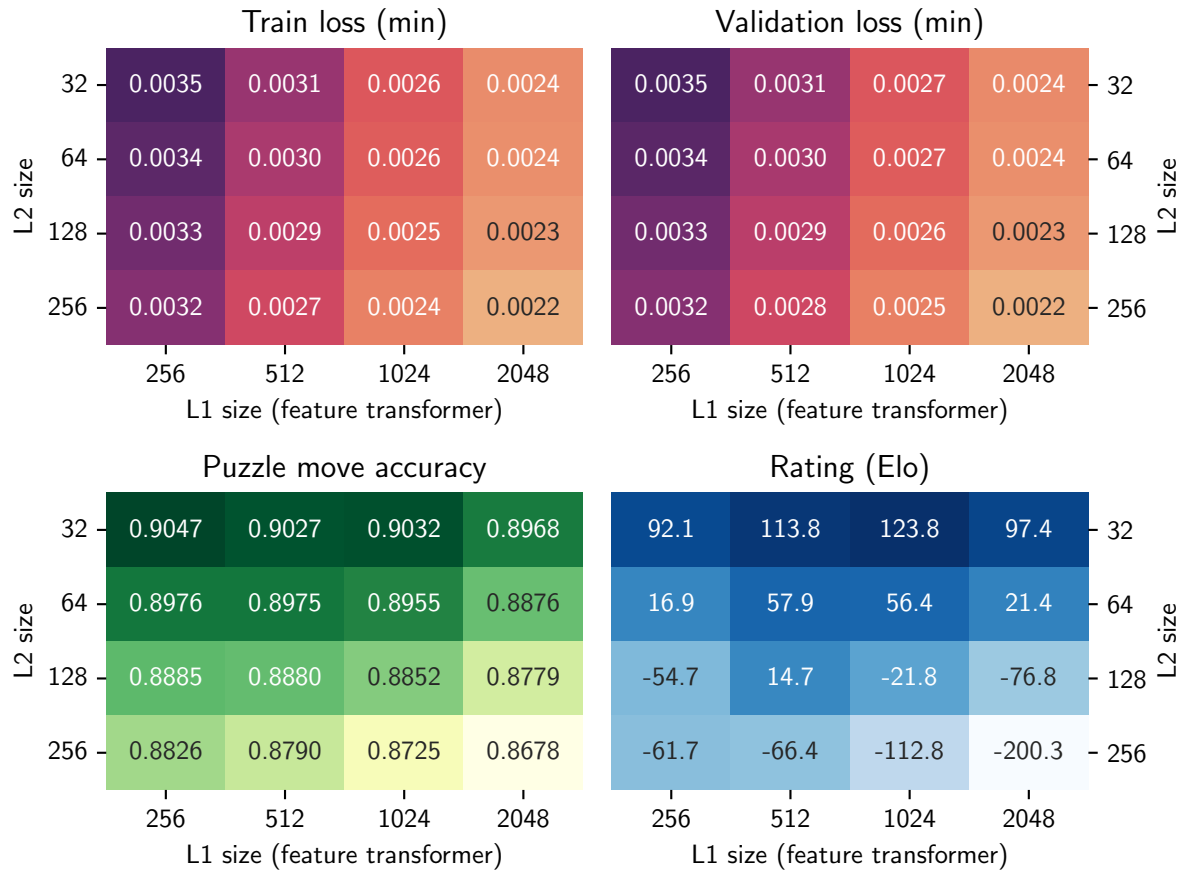 Train loss (min)
Validation loss (min)
32 0.0035 0.0031 0.0026 0.0024
64 0.0034 0.0030 0.0026 0.0024
128 0.0033 0.0029 0.0025 0.0023
256 0.0032 0.0027 0.0024 0.0022
L2 size
256 512 1024 2048
L1 size (feature transformer)
0.0035 0.0031 0.0027 0.0024 32
0.0034 0.0030 0.0027 0.0024 64
0.0033 0.0029 0.0026 0.0023 128
0.0032 0.0028 0.0025 0.0022 256
L2 size
256 512 1024 2048
L1 size (feature transformer)
Puzzle move accuracy
Rating (Elo)
32 0.9047 0.9027 0.9032 0.8968
64 0.8976 0.8975 0.8955 0.8876
128 0.8885 0.8880 0.8852 0.8779
256 0.8826 0.8790 0.8725 0.8678
L2 size
256 512 1024 2048
L1 size (feature transformer)
92.1 113.8 123.8 97.4 32
16.9 57.9 56.4 21.4 64
-54.7 14.7 -21.8 -76.8 128
-61.7 -66.4 -112.8 -200.3 256
L2 size
256 512 1024 2048
L1 size (feature transformer)